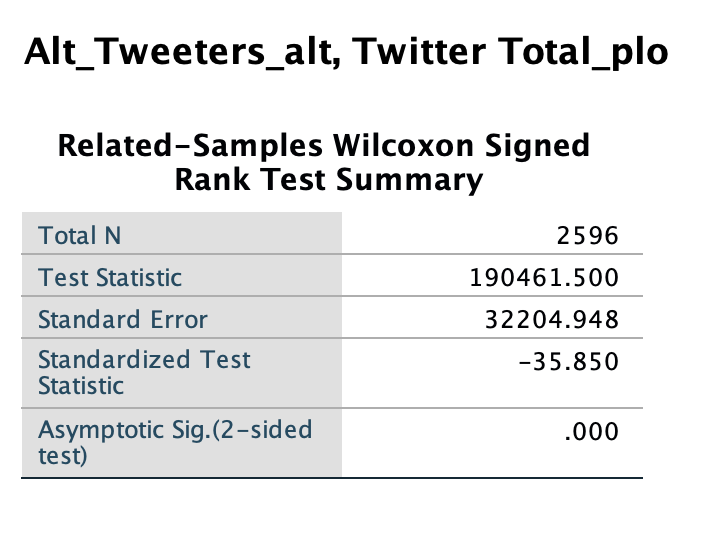 Alt_Tweeters_alt, Twitter Total_plo
Related-Samples Wilcoxon Signed
Rank Test Summary
Total N 2596
Test Statistic 190461.500
Standard Error 32204.948
Standardized Test
Statistic -35.850
Asymptotic Sig.(2-sided
test) .000